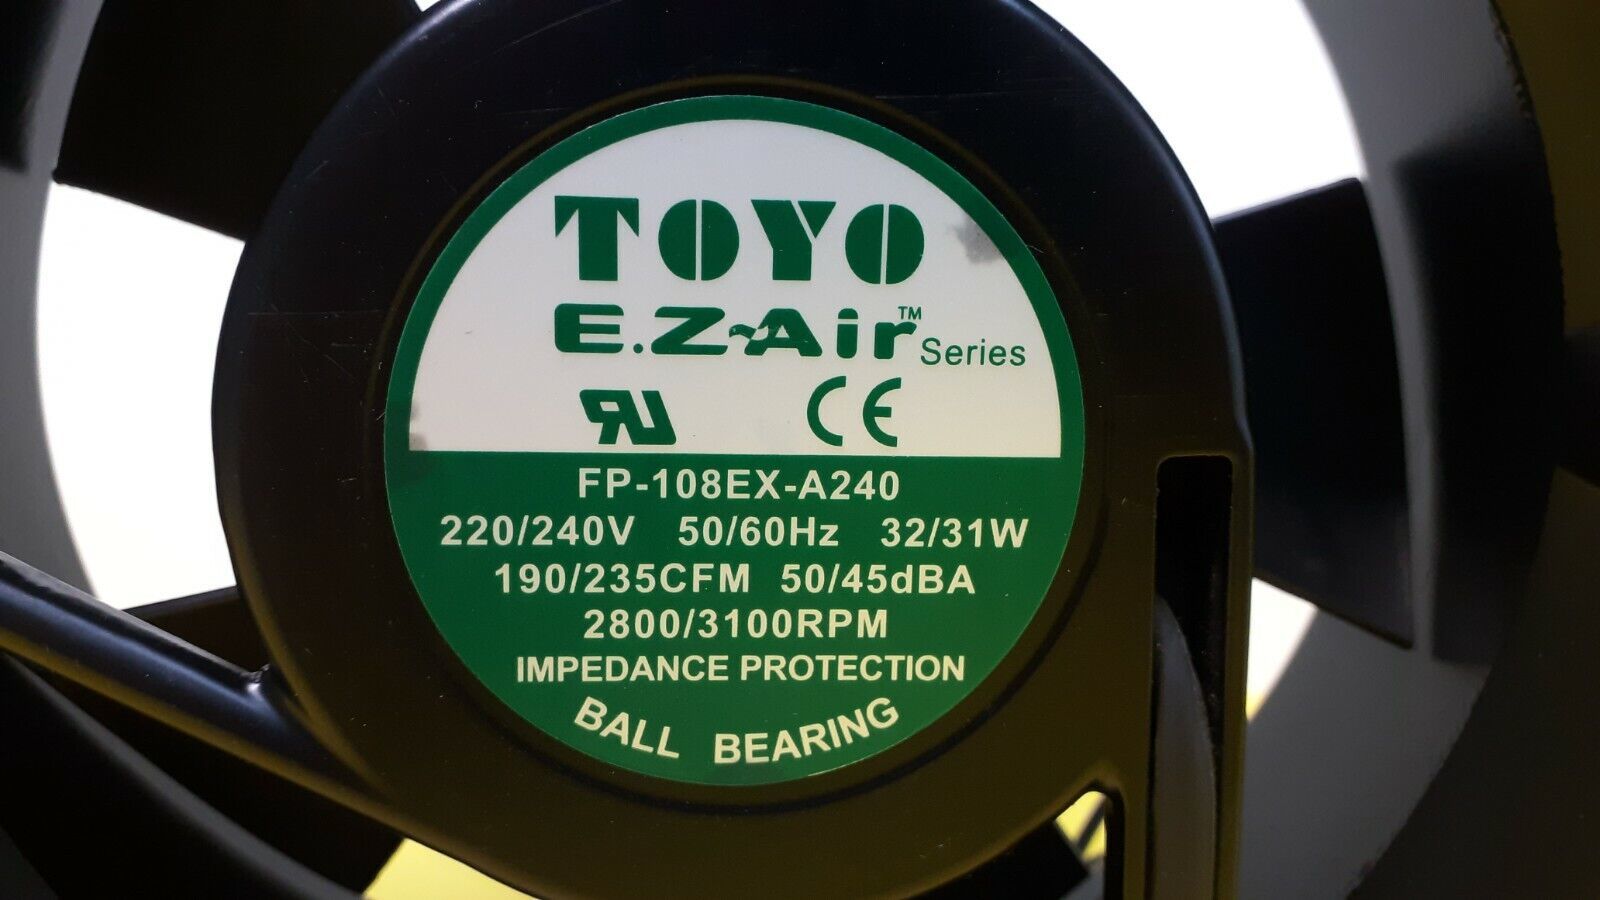 TOYO
E.Z-Air™ Series
RU CE
FP-108EX-A240
220/240V 50/60Hz 32/31W
190/235CFM 50/45dBA
2800/3100RPM
IMPEDANCE PROTECTION
BALL BEARING